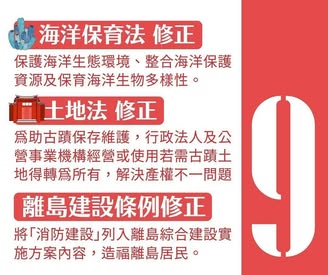 海洋保育法 修正
保護海洋生態環境、整合海洋保護
資源及保育海洋生物多樣性。
土地法 修正
為助古蹟保存維護，行政法人及公
營事業機構經營或使用若需古蹟土
地得轉為所有，解決產權不一問題
離島建設條例修正
將「消防建設」列入離島綜合建設實
施方案內容，造福離島居民。
9